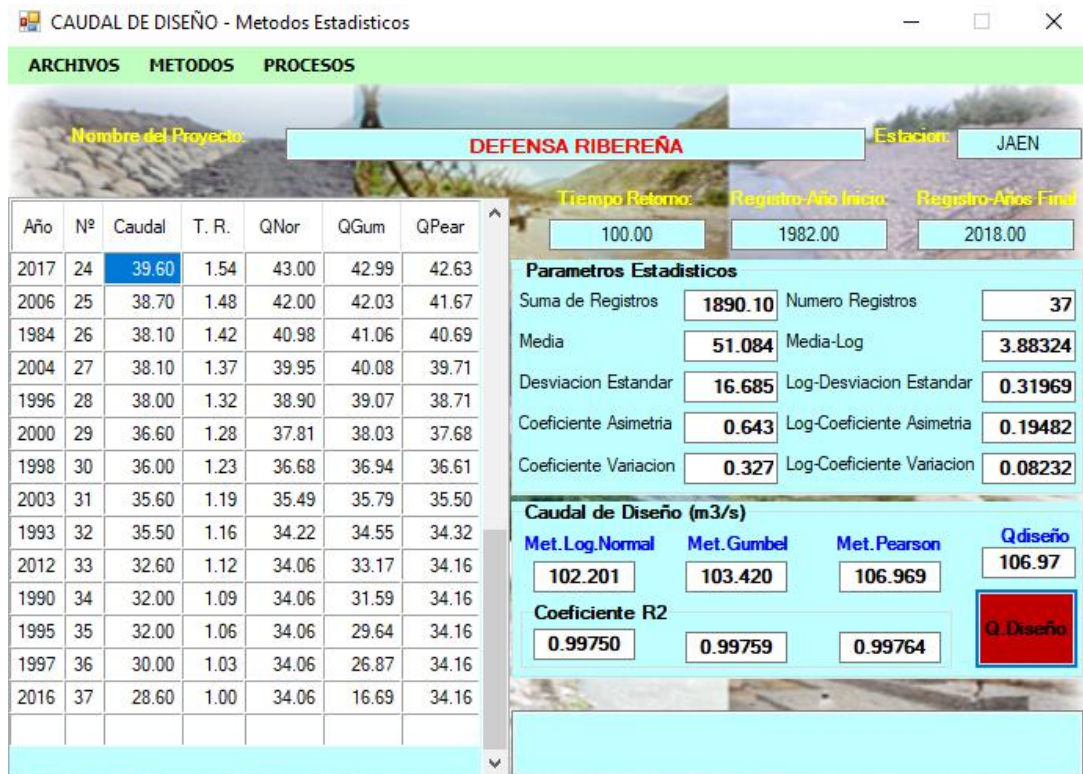 CAUDAL DE DISEÑO - Metodos Estadisticos
ARCHIVOS METODOS PROCESOS
Nombre del Proyecto: DEFENSA RIBEREÑA Estacion: JAEN
Tiempo Retorno: Registro-Año Inicio: Registro-Años Final
100.00 1982.00 2018.00
Año Nº Caudal T. R. QNor QGum QPear
2017 24 39.60 1.54 43.00 42.99 42.63
2006 25 38.70 1.48 42.00 42.03 41.67
1984 26 38.10 1.42 40.98 41.06 40.69
2004 27 38.10 1.37 39.95 40.08 39.71
1996 28 38.00 1.32 38.90 39.07 38.71
2000 29 36.60 1.28 37.81 38.03 37.68
1998 30 36.00 1.23 36.68 36.94 36.61
2003 31 35.60 1.19 35.49 35.79 35.50
1993 32 35.50 1.16 34.22 34.55 34.32
2012 33 32.60 1.12 34.06 33.17 34.16
1990 34 32.00 1.09 34.06 31.59 34.16
1995 35 32.00 1.06 34.06 29.64 34.16
1997 36 30.00 1.03 34.06 26.87 34.16
2016 37 28.60 1.00 34.06 16.69 34.16
Parametros Estadisticos
Suma de Registros 1890.10 Numero Registros 37
Media 51.084 Media-Log 3.88324
Desviacion Estandar 16.685 Log-Desviacion Estandar 0.31969
Coeficiente Asimetria 0.643 Log-Coeficiente Asimetria 0.19482
Coeficiente Variacion 0.327 Log-Coeficiente Variacion 0.08232
Caudal de Diseño (m3/s)
Met.Log.Normal Met.Gumbel Met.Pearson Qdiseño
102.201 103.420 106.969 106.97
Coeficiente R2
0.99750 0.99759 0.99764
Q.Diseño